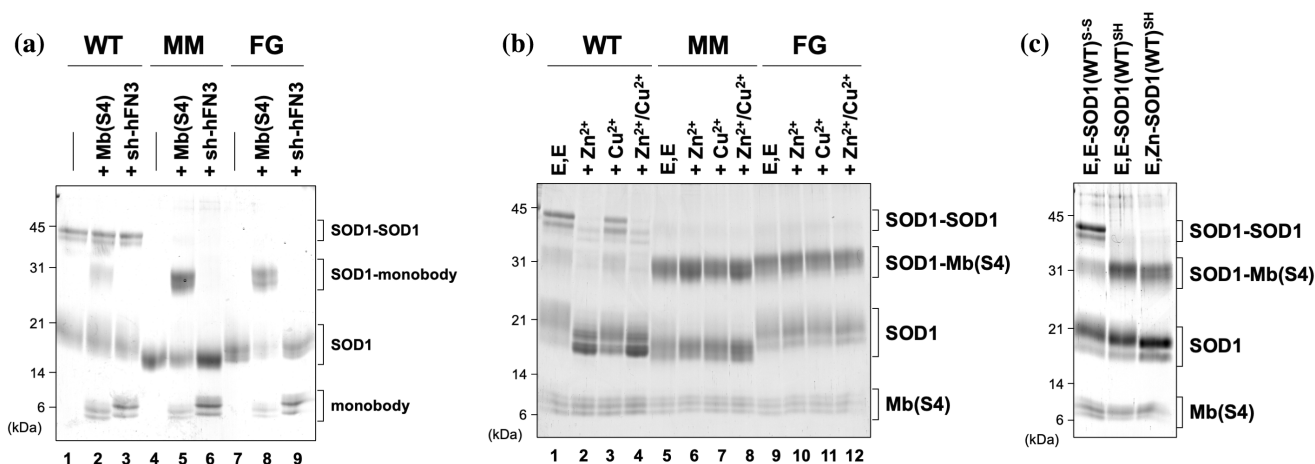 (a)
WT MM FG
+ Mb(S4)
+ sh-hFN3
+ Mb(S4)
+ sh-hFN3
+ Mb(S4)
+ sh-hFN3
45
31
21
14
6
(kDa)
SOD1-SOD1
SOD1-monobody
SOD1
monobody
1 2 3 4 5 6 7 8 9
(b)
WT MM FG
E,E
+ Zn²⁺
+ Cu²⁺
+ Zn²⁺/Cu²⁺
E,E
+ Zn²⁺
+ Cu²⁺
+ Zn²⁺/Cu²⁺
E,E
+ Zn²⁺
+ Cu²⁺
+ Zn²⁺/Cu²⁺
45
31
21
14
6
(kDa)
SOD1-SOD1
SOD1-Mb(S4)
SOD1
Mb(S4)
1 2 3 4 5 6 7 8 9 10 11 12
(c)
E,E-SOD1(WT)S-S
E,E-SOD1(WT)SH
E,Zn-SOD1(WT)SH
45
31
21
14
6
(kDa)
SOD1-SOD1
SOD1-Mb(S4)
SOD1
Mb(S4)